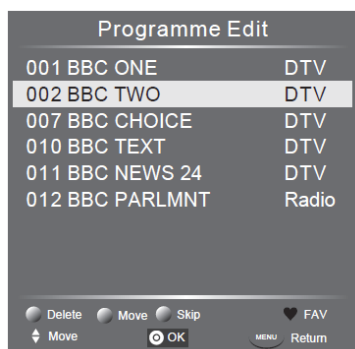 Programme Edit
001 BBC ONE DTV
002 BBC TWO DTV
007 BBC CHOICE DTV
010 BBC TEXT DTV
011 BBC NEWS 24 DTV
012 BBC PARLMNT Radio
Delete Move Skip FAV
Move OK MENU Return